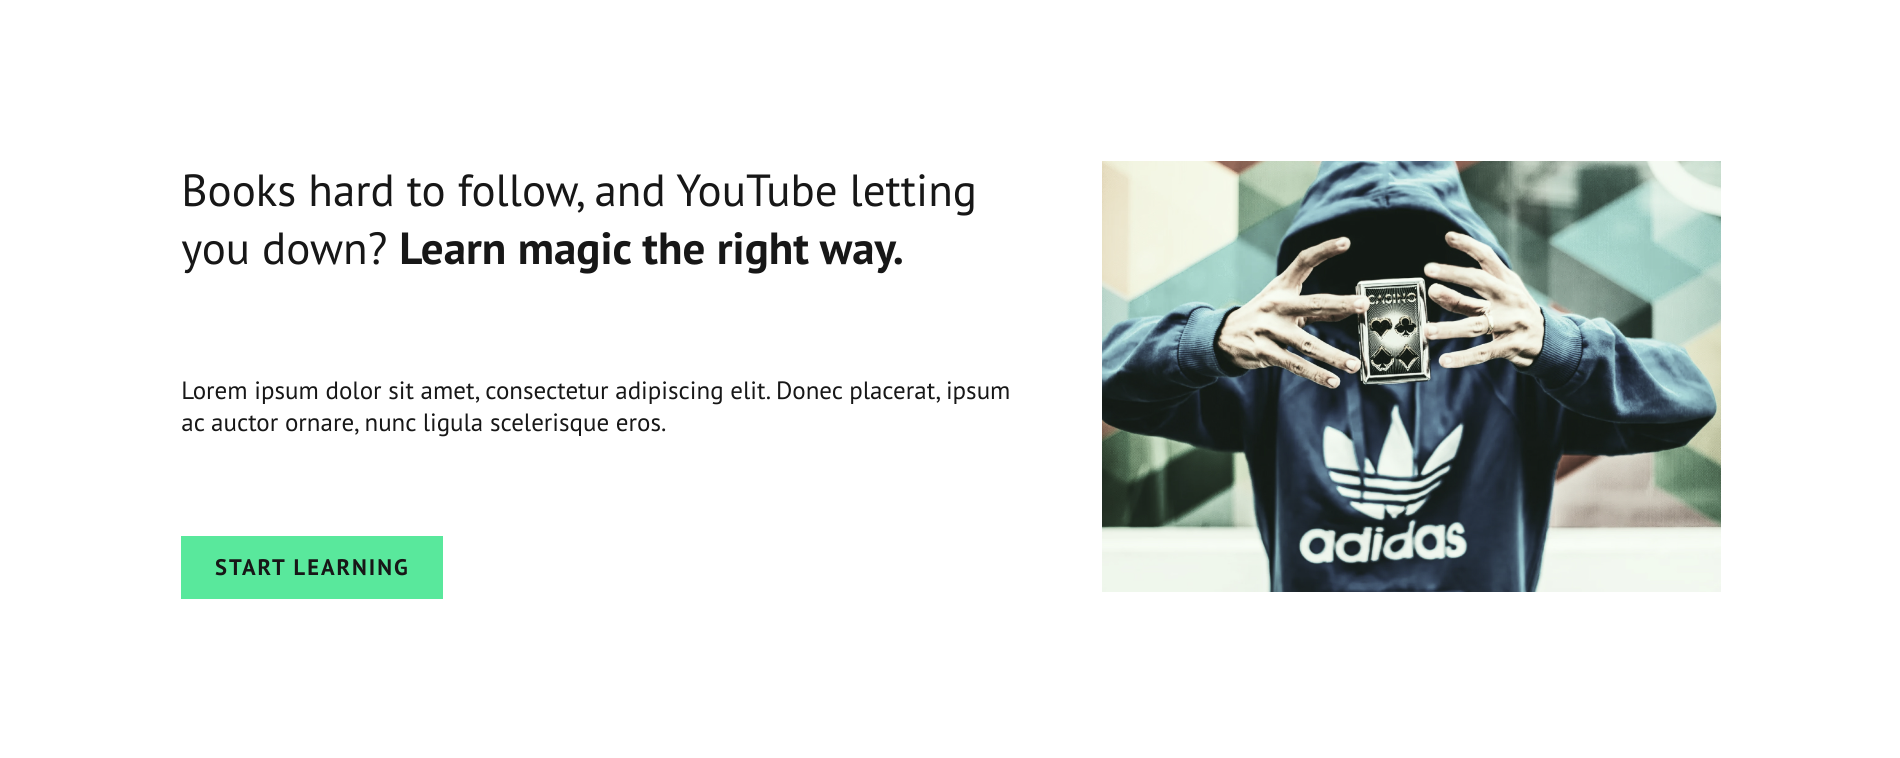 Books hard to follow, and YouTube letting
you down? Learn magic the right way.
Lorem ipsum dolor sit amet, consectetur adipiscing elit. Donec placerat, ipsum
ac auctor ornare, nunc ligula scelerisque eros.
START LEARNING
CASINO
adidas